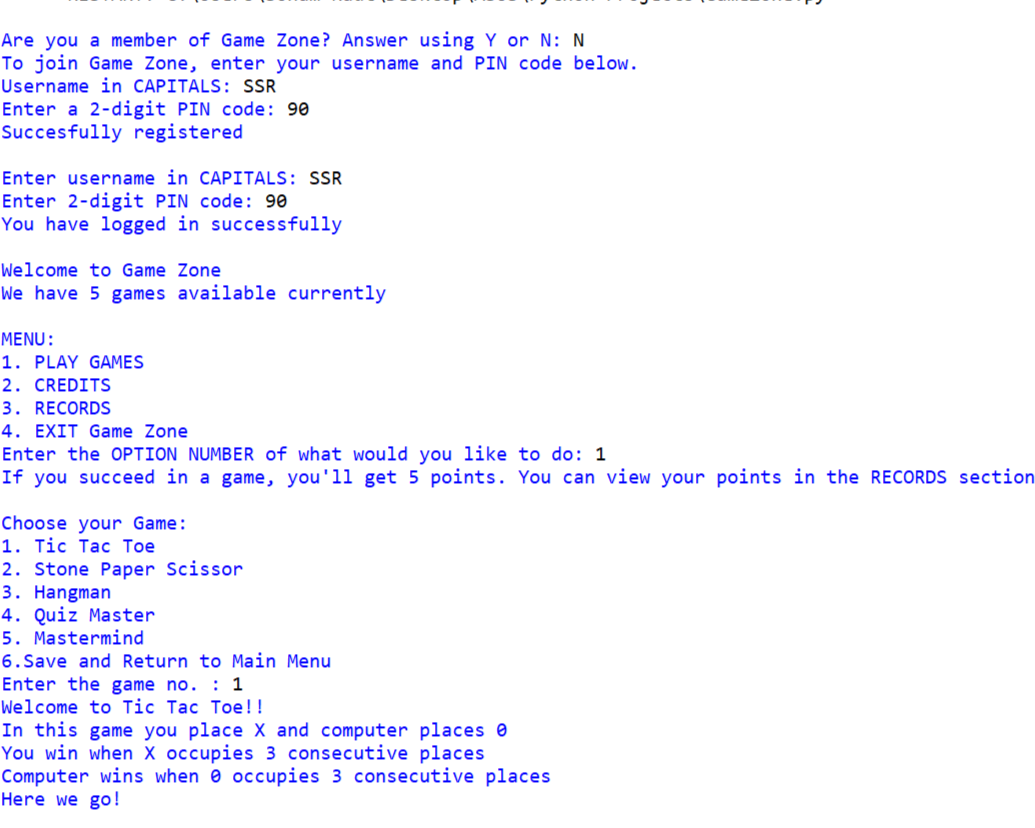 Are you a member of Game Zone? Answer using Y or N: N
To join Game Zone, enter your username and PIN code below.
Username in CAPITALS: SSR
Enter a 2-digit PIN code: 90
Succesfully registered
Enter username in CAPITALS: SSR
Enter 2-digit PIN code: 90
You have logged in successfully
Welcome to Game Zone
We have 5 games available currently
MENU:
1. PLAY GAMES
2. CREDITS
3. RECORDS
4. EXIT Game Zone
Enter the OPTION NUMBER of what would you like to do: 1
If you succeed in a game, you'll get 5 points. You can view your points in the RECORDS section
Choose your Game:
1. Tic Tac Toe
2. Stone Paper Scissor
3. Hangman
4. Quiz Master
5. Mastermind
6.Save and Return to Main Menu
Enter the game no. : 1
Welcome to Tic Tac Toe!!
In this game you place X and computer places 0
You win when X occupies 3 consecutive places
Computer wins when 0 occupies 3 consecutive places
Here we go!